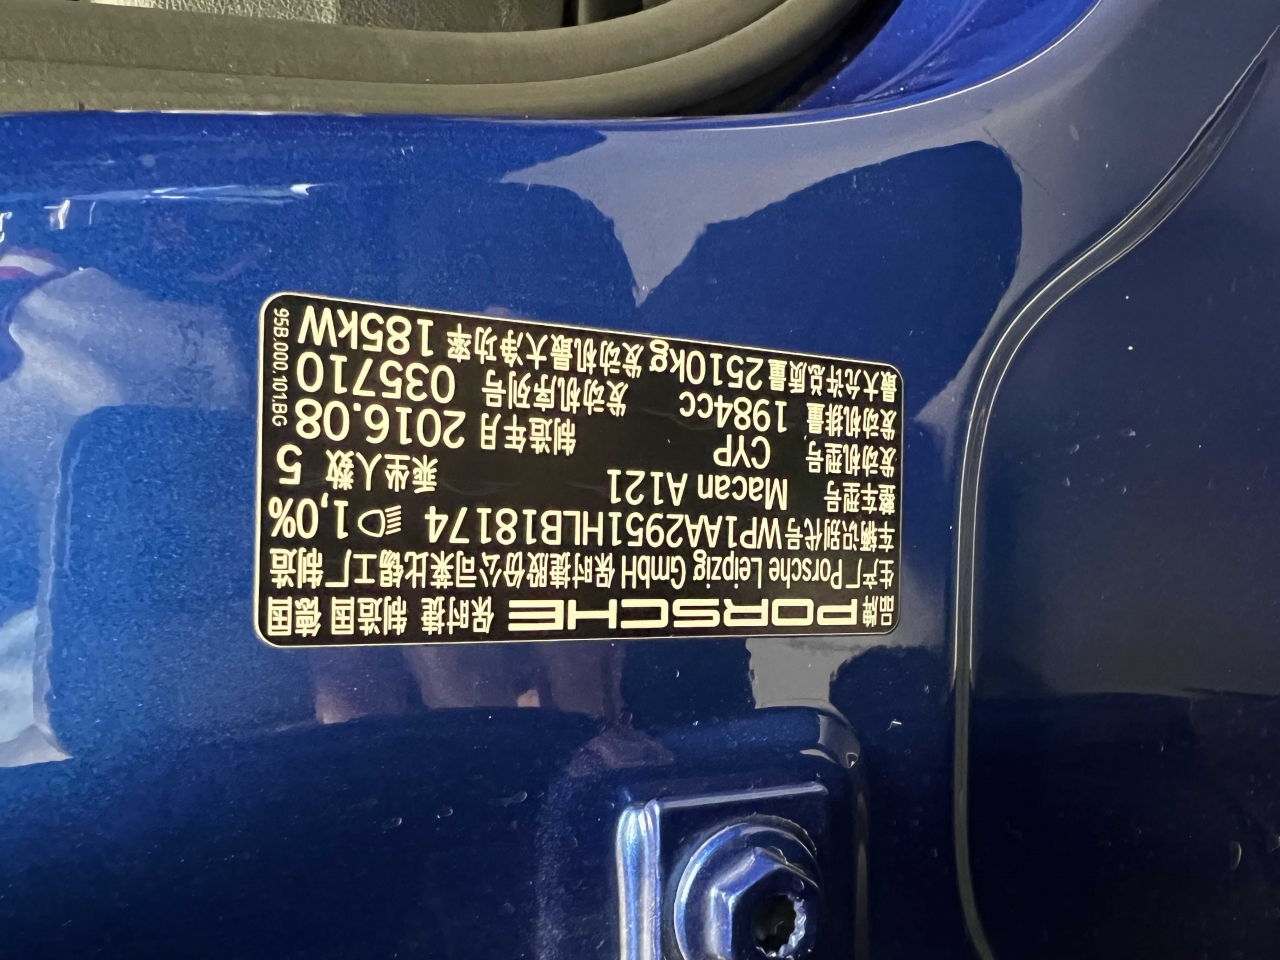 品牌 PORSCHE 保时捷 制造国 德国
生产厂 Porsche Leipzig GmbH 保时捷股份公司莱比锡工厂制造
车辆识别代号 WP1AA2951HLB18174 1,0%
整车型号 Macan A121 乘坐人数 5
发动机型号 CYP 制造年月 2016.08
发动机排量 1984cc 发动机序列号 035710
最大允许总质量 2510kg 发动机最大净功率 185kW
95B.000.101.BG